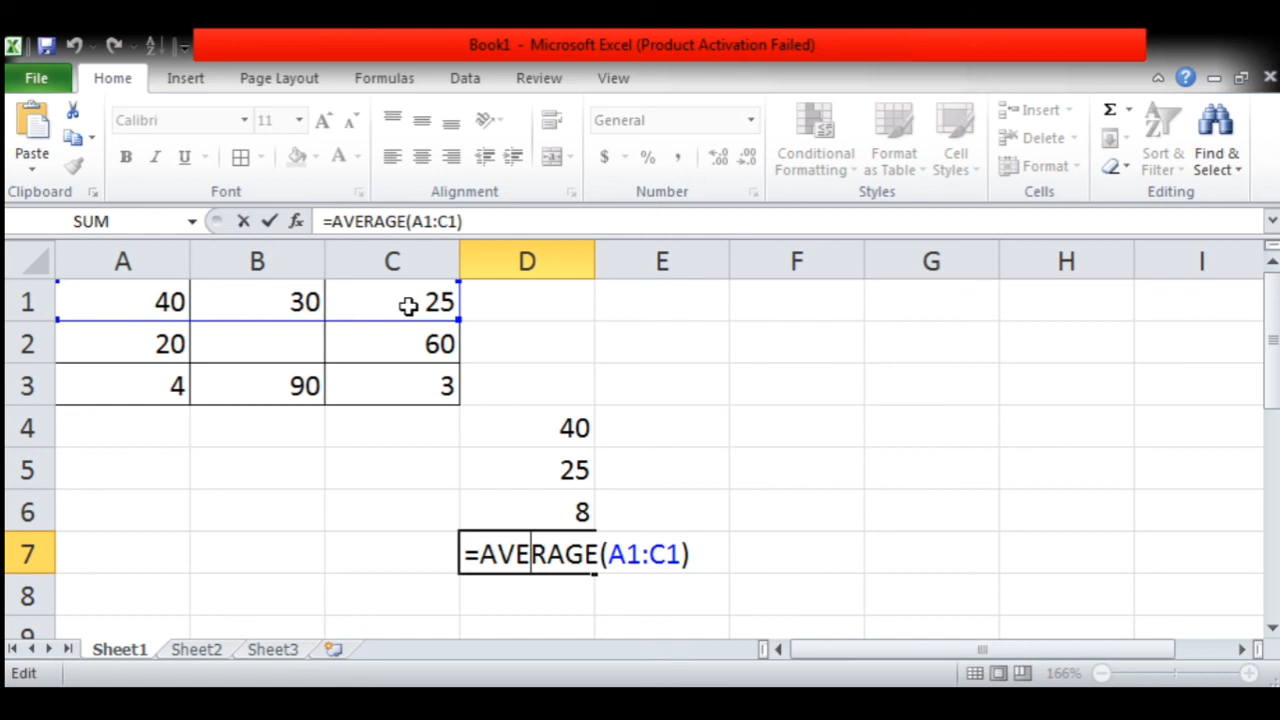 Book1 - Microsoft Excel (Product Activation Failed)
File Home Insert Page Layout Formulas Data Review View
Paste
Calibri 11
General
Conditional Formatting
Format as Table
Cell Styles
Insert
Delete
Format
Sort & Filter
Find & Select
Clipboard Font Alignment Number Styles Cells Editing
SUM =AVERAGE(A1:C1)
A B C D E F G H I
1 40 30 25
2 20 60
3 4 90 3
4 40
5 25
6 8
7 =AVERAGE(A1:C1)
8
9
Sheet1 Sheet2 Sheet3
Edit 166%